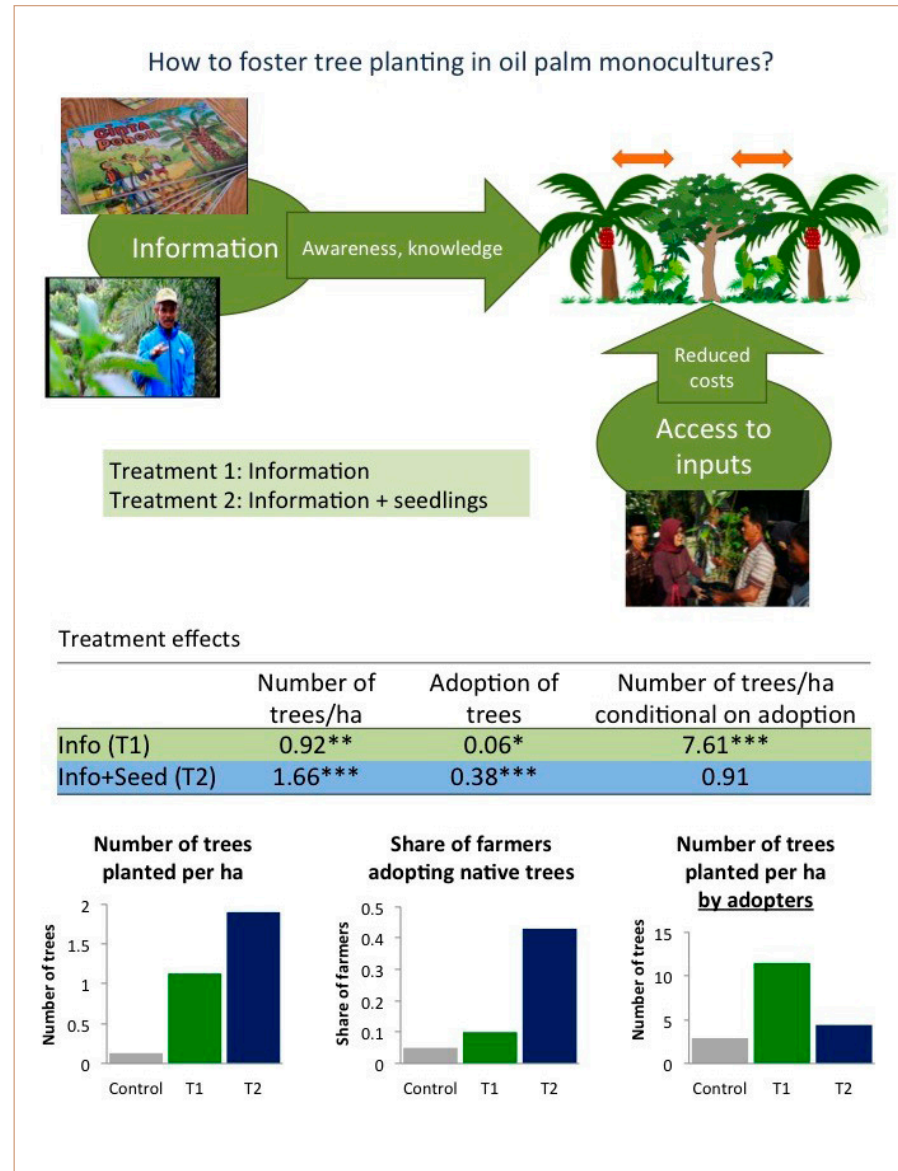 How to foster tree planting in oil palm monocultures?
CINTA
POHON
Information
Awareness, knowledge
Reduced
costs
Access to
inputs
Treatment 1: Information
Treatment 2: Information + seedlings
Treatment effects
Number of trees/ha
Adoption of trees
Number of trees/ha conditional on adoption
Info (T1) 0.92** 0.06* 7.61***
Info+Seed (T2) 1.66*** 0.38*** 0.91
Number of trees
planted per ha
Number of trees
2
1.5
1
0.5
0
Control T1 T2
Share of farmers
adopting native trees
Share of farmers
0.5
0.4
0.3
0.2
0.1
0
Control T1 T2
Number of trees
planted per ha
by adopters
Number of trees
15
10
5
0
Control T1 T2